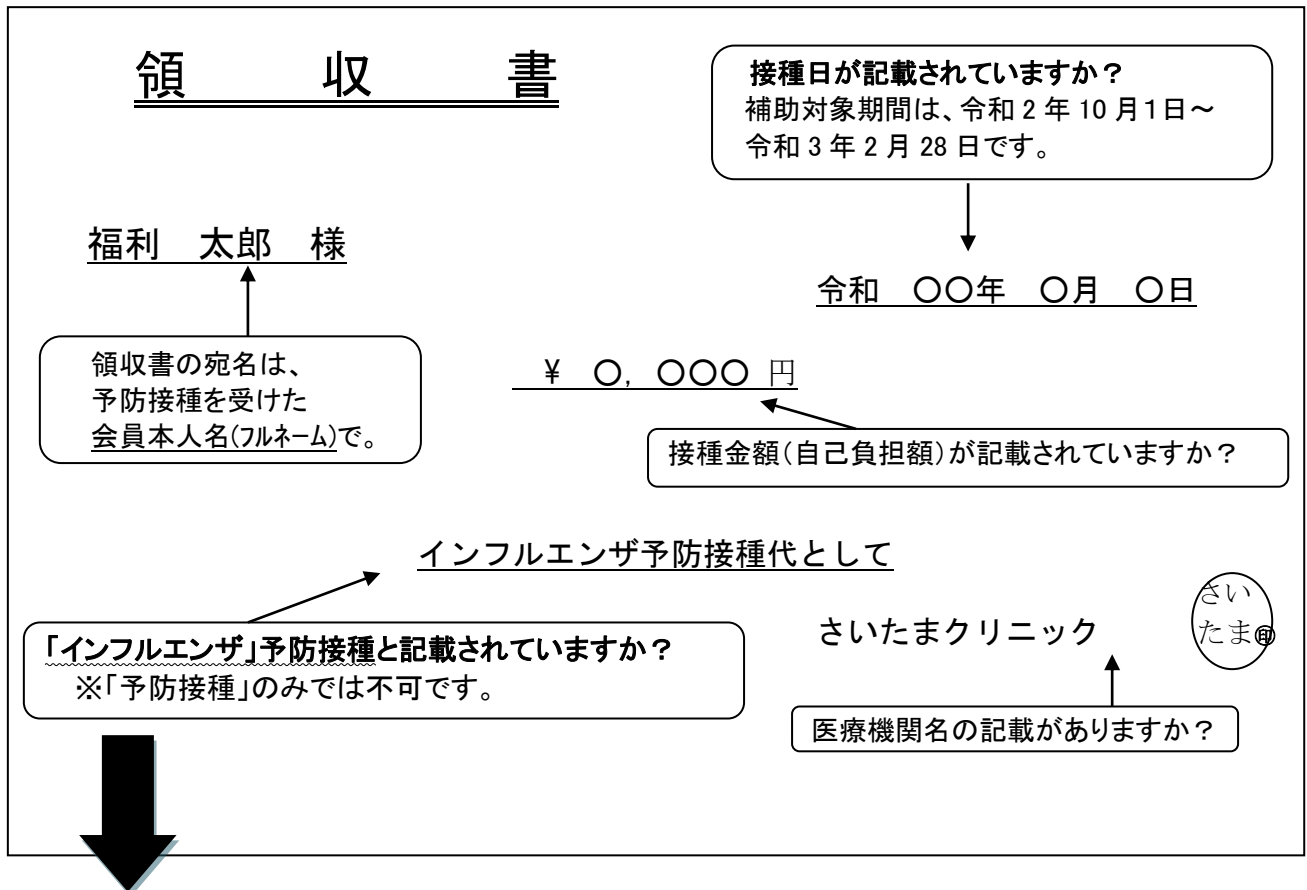 領　収　書
接種日が記載されていますか？
補助対象期間は、令和２年 10 月１日～
令和３年２月 28 日です。
福利　太郎　様
令和　〇〇年　〇月　〇日
領収書の宛名は、
予防接種を受けた
会員本人名(ﾌﾙﾈｰﾑ)で。
￥　〇，〇〇〇 円
接種金額(自己負担額)が記載されていますか？
インフルエンザ予防接種代として
「インフルエンザ」予防接種と記載されていますか？
※「予防接種」のみでは不可です。
さいたまクリニック
さい
たま㊞
医療機関名の記載がありますか？